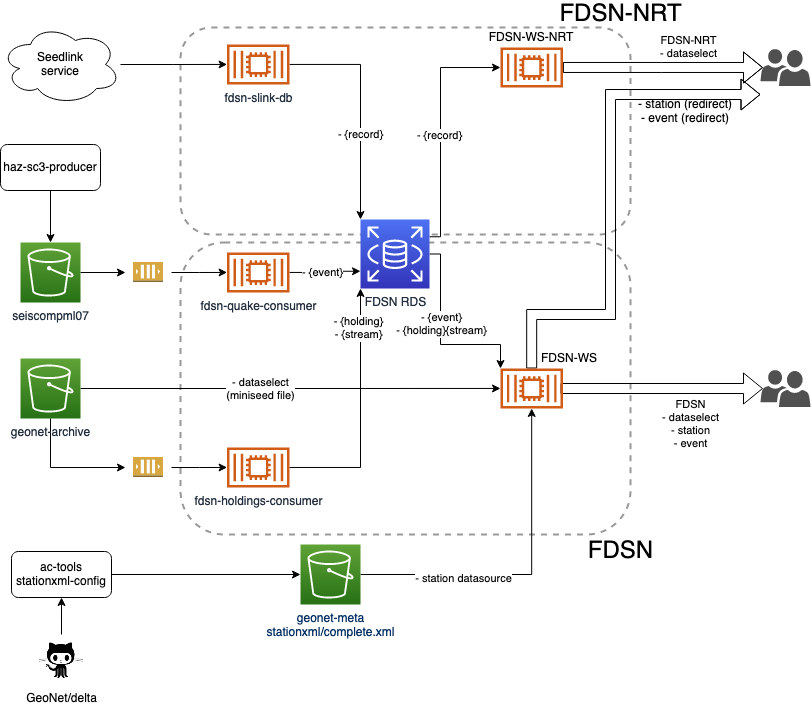 FDSN-NRT
Seedlink
service
fdsn-slink-db
FDSN-WS-NRT
FDSN-NRT
- dataselect
- station (redirect)
- event (redirect)
- {record}
- {record}
haz-sc3-producer
seiscompml07
fdsn-quake-consumer
- {event}
FDSN RDS
- {holding}
- {stream}
- {event}
- {holding}{stream}
FDSN-WS
geonet-archive
- dataselect
(miniseed file)
FDSN
- dataselect
- station
- event
fdsn-holdings-consumer
FDSN
ac-tools
stationxml-config
geonet-meta
stationxml/complete.xml
- station datasource
GeoNet/delta